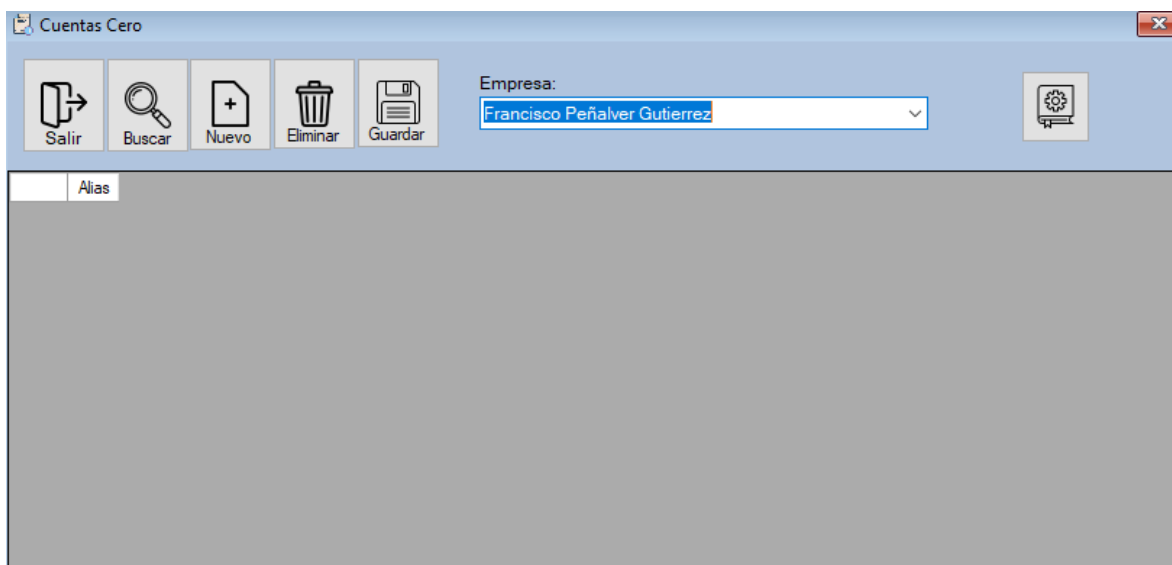 Cuentas Cero
Salir
Buscar
Nuevo
Eliminar
Guardar
Empresa:
Francisco Peñalver Gutierrez
Alias